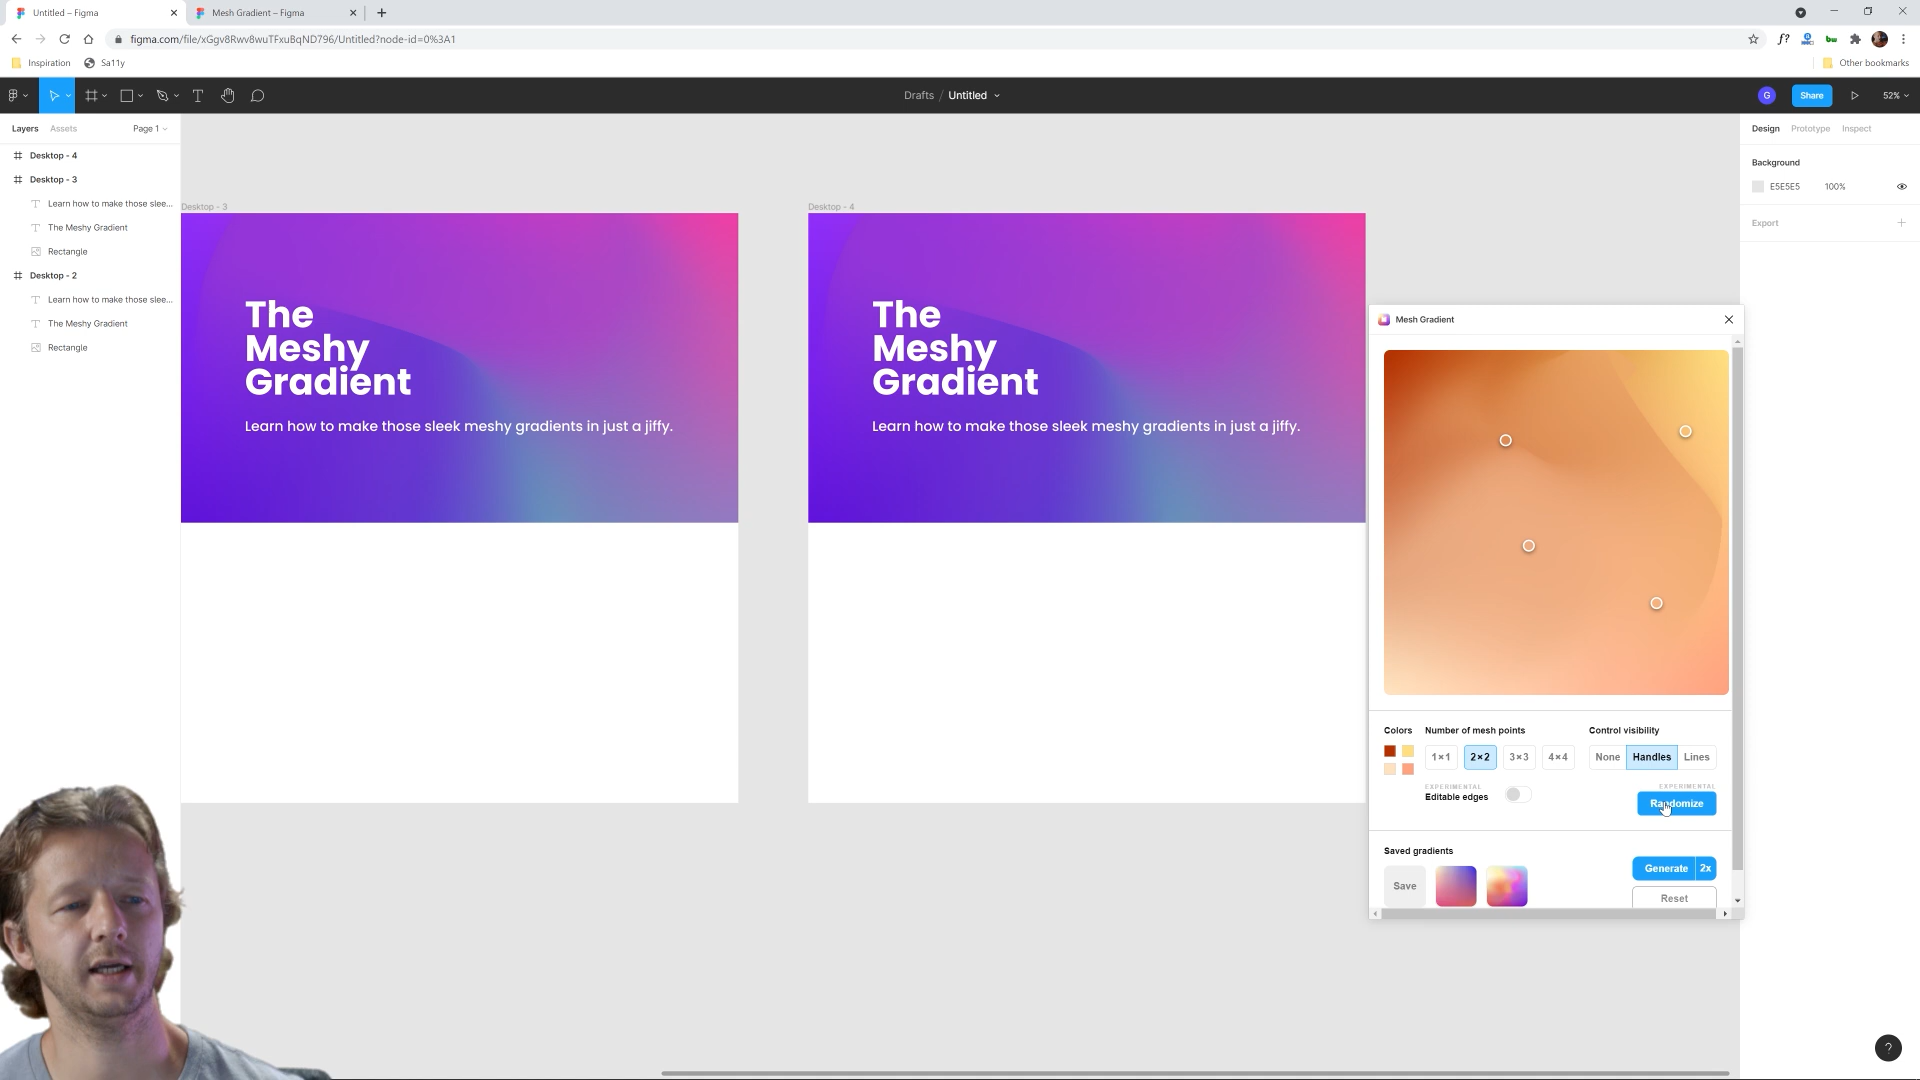 Untitled – Figma
Mesh Gradient – Figma
figma.com/file/xGgv8Rwv8wuTFxuBqND796/Untitled?node-id=0%3A1
f?
bw
Inspiration
Sa11y
Other bookmarks
Drafts / Untitled
G
Share
52%
Layers
Assets
Page 1
Design
Prototype
Inspect
Desktop - 4
Desktop - 3
Learn how to make those slee...
The Meshy Gradient
Rectangle
Desktop - 2
Learn how to make those slee...
The Meshy Gradient
Rectangle
Background
E5E5E5
100%
Export
Desktop - 3
The
Meshy
Gradient
Learn how to make those sleek meshy gradients in just a jiffy.
Desktop - 4
The
Meshy
Gradient
Learn how to make those sleek meshy gradients in just a jiffy.
Mesh Gradient
Colors
Number of mesh points
Control visibility
1×1
2×2
3×3
4×4
None
Handles
Lines
EXPERIMENTAL
Editable edges
EXPERIMENTAL
Randomize
Saved gradients
Save
Generate
2x
Reset
?